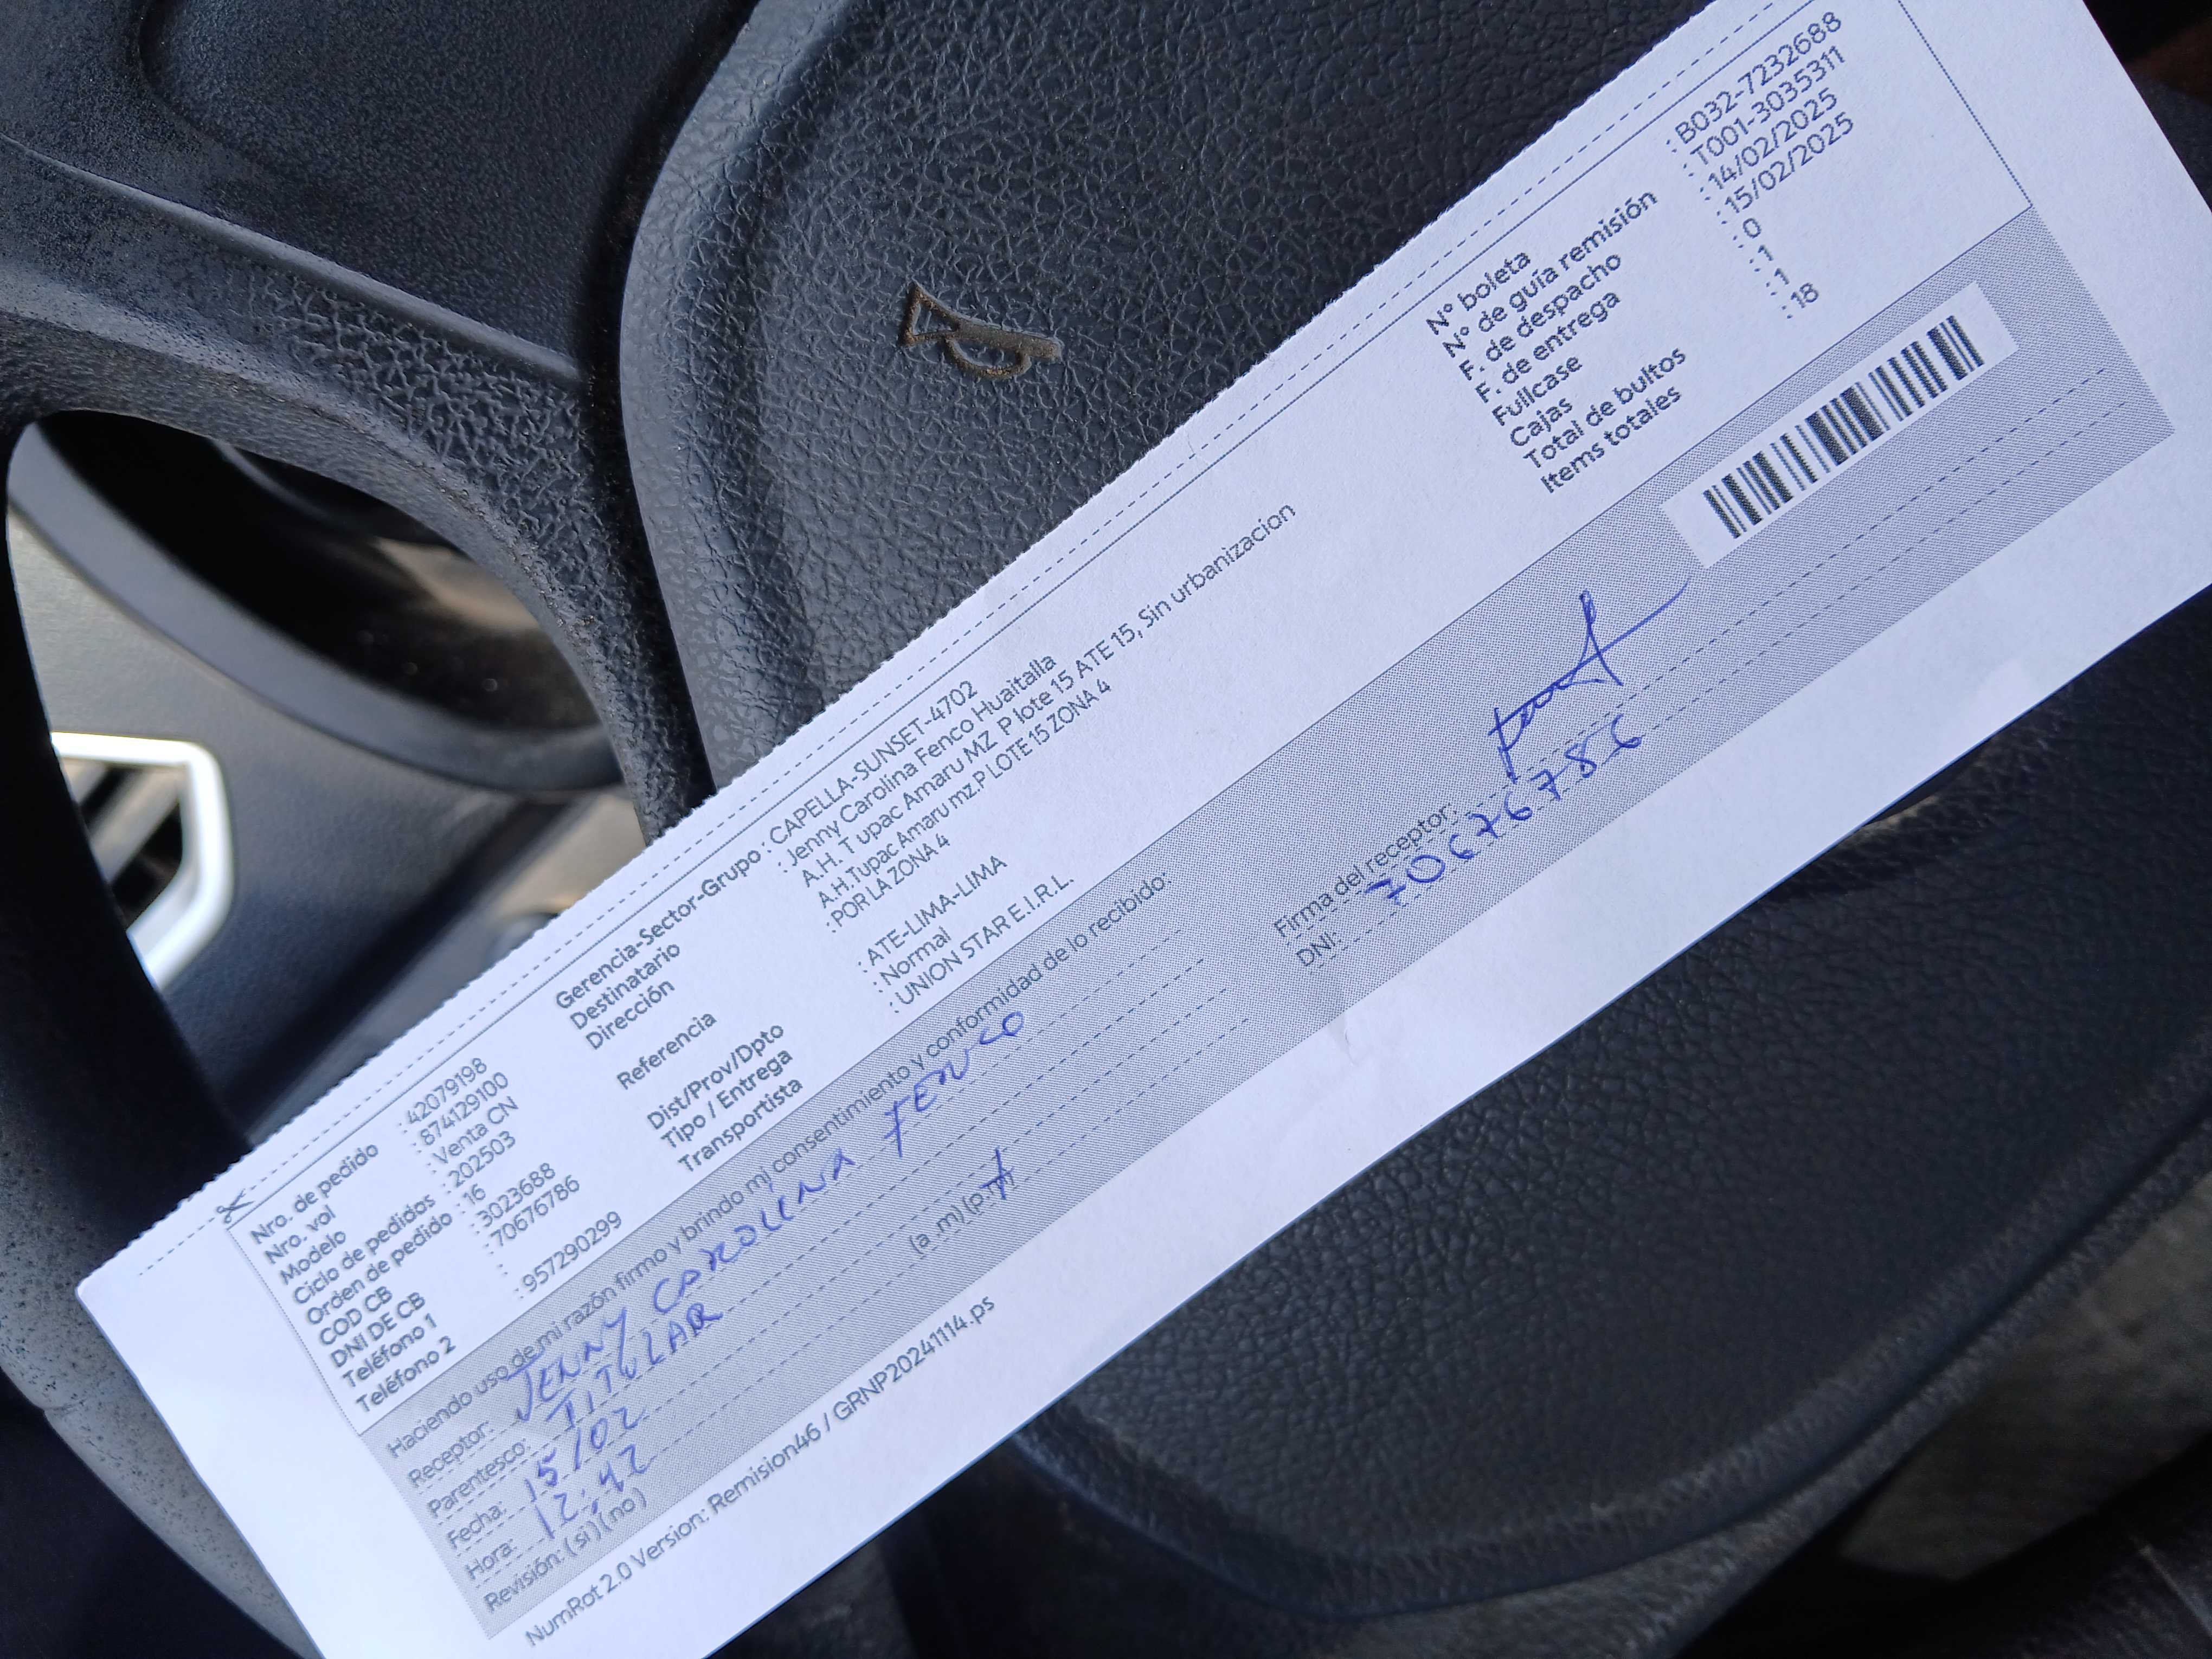 Nro. de pedido : 42079198
Nro. vol : 874129100
Modelo : Venta CN
Ciclo de pedidos : 202503
Orden de pedido : 16
COD CB : 3023688
DNI DE CB : 70676786
Teléfono 1
Teléfono 2 : 957290299
Gerencia-Sector-Grupo : CAPELLA-SUNSET-4702
Destinatario : Jenny Carolina Fenco Huaitalla
Dirección A.H. T upac Amaru MZ P lote 15 ATE 15, Sin urbanizacion
A.H.Tupac Amaru mz.P LOTE 15 ZONA 4
Referencia : POR LA ZONA 4
Dist/Prov/Dpto : ATE-LIMA-LIMA
Tipo / Entrega : Normal
Transportista : UNION STAR E.I.R.L.
N° boleta : B032-7232688
N° de guía remisión : T001-3035311
F. de despacho : 14/02/2025
F. de entrega : 15/02/2025
Fullcase : 0
Cajas : 1
Total de bultos : 1
Items totales : 18
Haciendo uso de mi razón firmo y brindo mi consentimiento y conformidad de lo recibido:
Receptor: JENNY CAROLINA FENCO
Parentesco: TITULAR
Fecha: 15/02
Hora: 12:42 (a .m) (p.m)
Revisión: ( si ) ( no )
Firma del receptor:
DNI: 70676786
NumRot 2.0 Version: Remision46 / GRNP20241114.ps